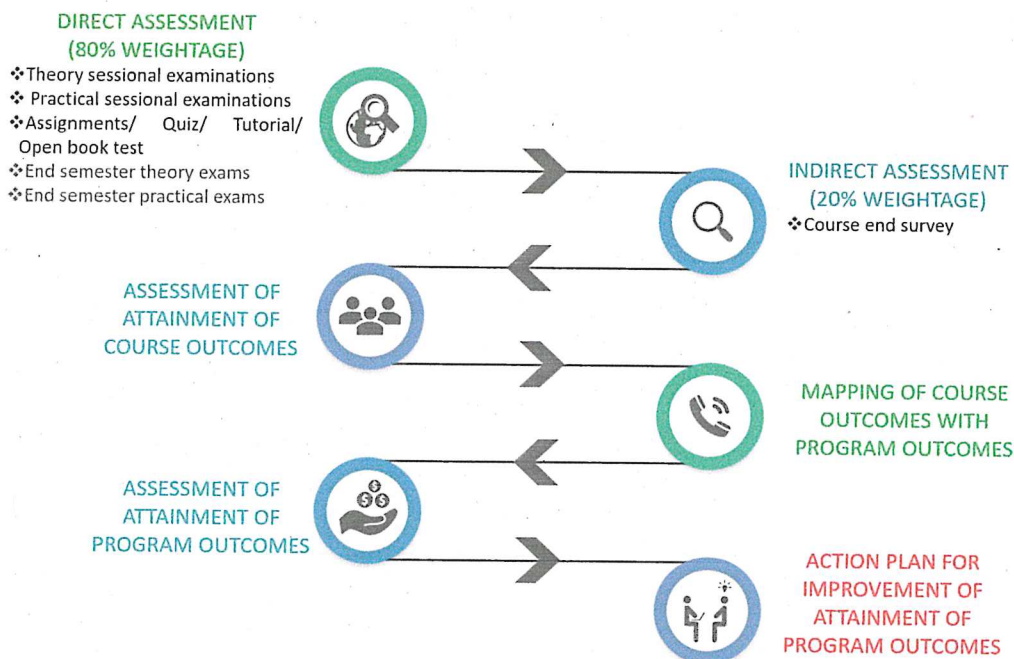 DIRECT ASSESSMENT
(80% WEIGHTAGE)
❖Theory sessional examinations
❖ Practical sessional examinations
❖Assignments/ Quiz/ Tutorial/
Open book test
❖End semester theory exams
❖End semester practical exams
INDIRECT ASSESSMENT
(20% WEIGHTAGE)
❖Course end survey
ASSESSMENT OF
ATTAINMENT OF
COURSE OUTCOMES
MAPPING OF COURSE
OUTCOMES WITH
PROGRAM OUTCOMES
ASSESSMENT OF
ATTAINMENT OF
PROGRAM OUTCOMES
ACTION PLAN FOR
IMPROVEMENT OF
ATTAINMENT OF
PROGRAM OUTCOMES